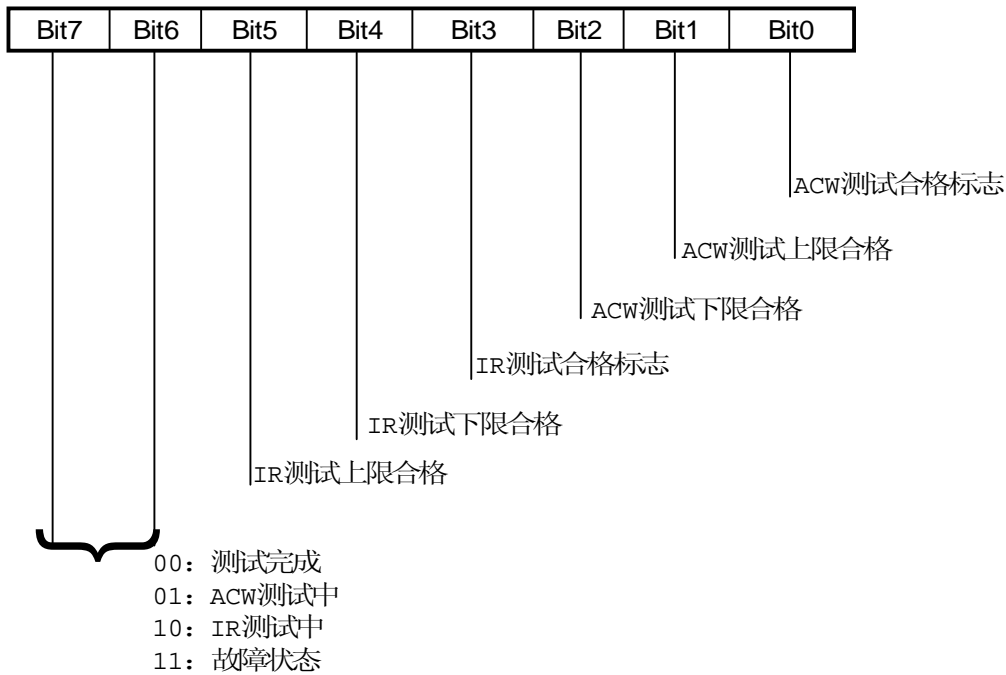 Bit7 Bit6 Bit5 Bit4 Bit3 Bit2 Bit1 Bit0
ACW测试合格标志
ACW测试上限合格
ACW测试下限合格
IR测试合格标志
IR测试下限合格
IR测试上限合格
00：测试完成
01：ACW测试中
10：IR测试中
11：故障状态